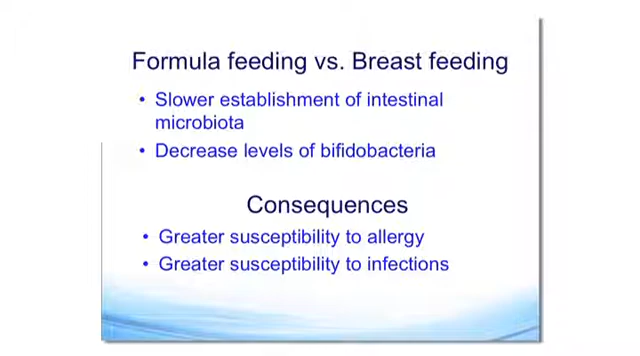 Formula feeding vs. Breast feeding
• Slower establishment of intestinal
microbiota
• Decrease levels of bifidobacteria
Consequences
• Greater susceptibility to allergy
• Greater susceptibility to infections